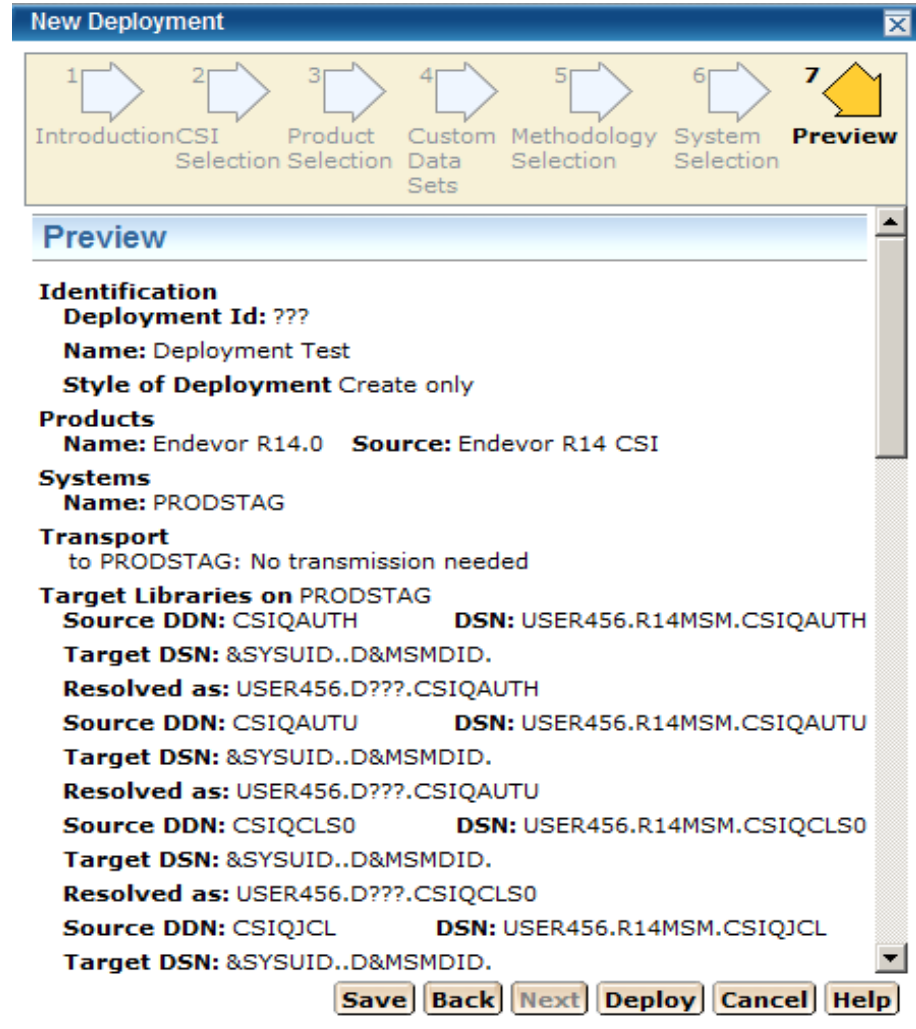 New Deployment
1 2 3 4 5 6 7
Introduction CSI Selection Product Selection Custom Data Sets Methodology Selection System Selection Preview
Preview
Identification
Deployment Id: ???
Name: Deployment Test
Style of Deployment Create only
Products
Name: Endevor R14.0 Source: Endevor R14 CSI
Systems
Name: PRODSTAG
Transport
to PRODSTAG: No transmission needed
Target Libraries on PRODSTAG
Source DDN: CSIQAUTH DSN: USER456.R14MSM.CSIQAUTH
Target DSN: &SYSUID..D&MSMDID.
Resolved as: USER456.D???.CSIQAUTH
Source DDN: CSIQAUTU DSN: USER456.R14MSM.CSIQAUTU
Target DSN: &SYSUID..D&MSMDID.
Resolved as: USER456.D???.CSIQAUTU
Source DDN: CSIQCLS0 DSN: USER456.R14MSM.CSIQCLS0
Target DSN: &SYSUID..D&MSMDID.
Resolved as: USER456.D???.CSIQCLS0
Source DDN: CSIQJCL DSN: USER456.R14MSM.CSIQJCL
Target DSN: &SYSUID..D&MSMDID.
Save Back Next Deploy Cancel Help